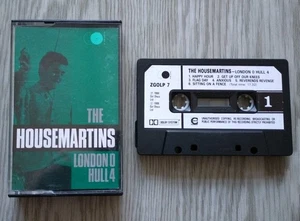 THE
HOUSEMARTINS
LONDON 0
HULL 4
ZGOLP 7
THE HOUSEMARTINS—LONDON 0 HULL 4
1. HAPPY HOUR 2. GET UP OFF OUR KNEES
3. FLAG DAY 4. ANXIOUS 5. REVERENDS REVENGE
6. SITTING ON A FENCE
1